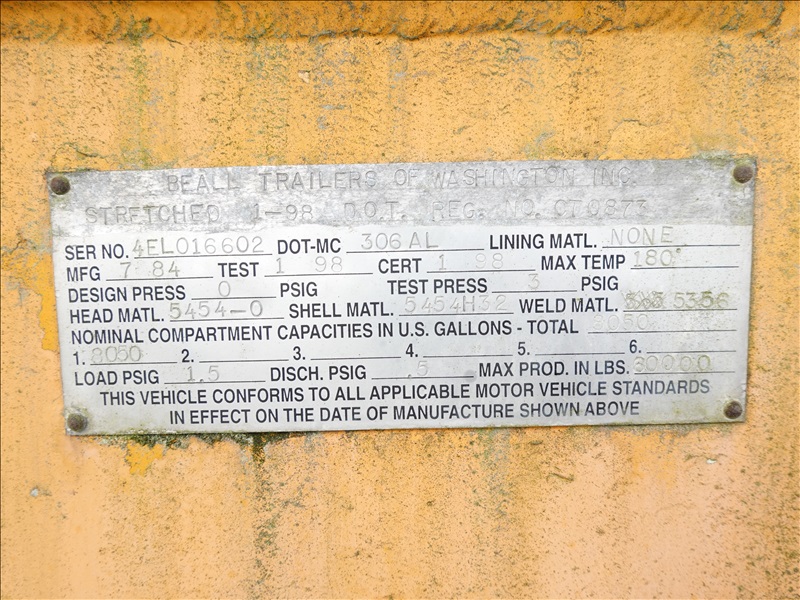 BEALL TRAILERS OF WASHINGTON INC.
STRETCHED 1-98 D.O.T. REG. NO. CT0873
SER NO. 4EL016602 DOT-MC 306 AL LINING MATL. NONE
MFG 7 84 TEST 1 98 CERT 1 98 MAX TEMP 180°
DESIGN PRESS 0 PSIG TEST PRESS 3 PSIG
HEAD MATL. 5454-0 SHELL MATL. 5454H32 WELD MATL. 5356
NOMINAL COMPARTMENT CAPACITIES IN U.S. GALLONS - TOTAL 8050
1. 8050 2. 3. 4. 5. 6.
LOAD PSIG 1.5 DISCH. PSIG .5 MAX PROD. IN LBS. 60000
THIS VEHICLE CONFORMS TO ALL APPLICABLE MOTOR VEHICLE STANDARDS
IN EFFECT ON THE DATE OF MANUFACTURE SHOWN ABOVE